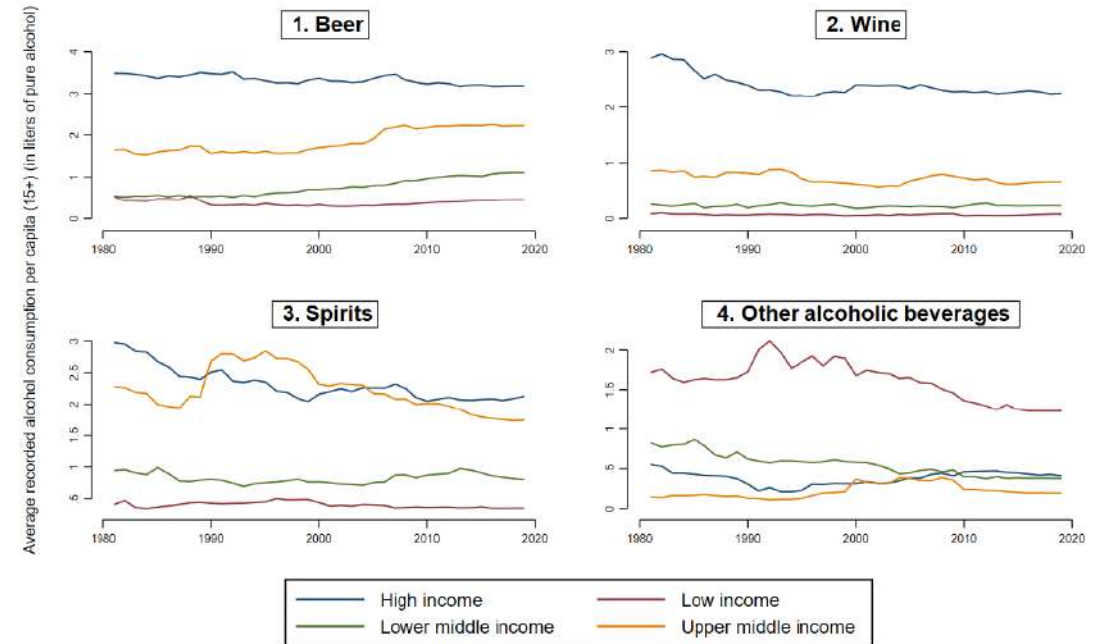 Average recorded alcohol consumption per capita (15+) (in liters of pure alcohol)
1. Beer
4
3
2
1
0
1980 1990 2000 2010 2020
2. Wine
3
2
1
0
1980 1990 2000 2010 2020
3. Spirits
3
2.5
2
1.5
1
.5
1980 1990 2000 2010 2020
4. Other alcoholic beverages
2
1.5
1
.5
0
1980 1990 2000 2010 2020
High income Low income
Lower middle income Upper middle income